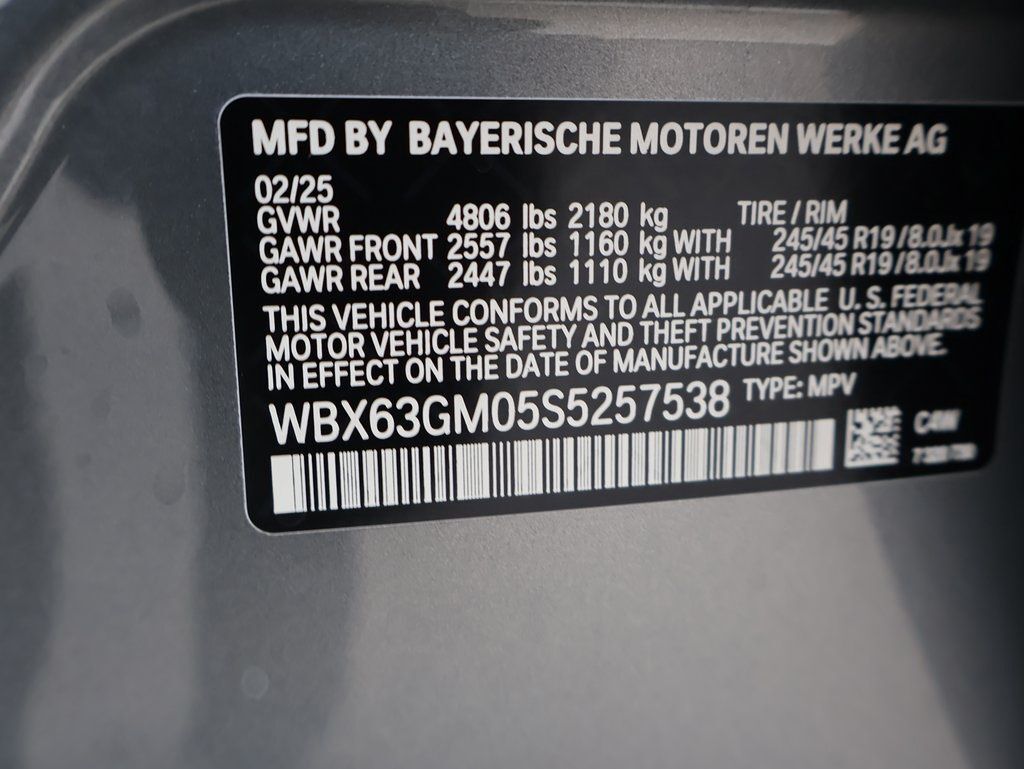 MFD BY BAYERISCHE MOTOREN WERKE AG
02/25
GVWR 4806 lbs 2180 kg TIRE / RIM
GAWR FRONT 2557 lbs 1160 kg WITH 245/45 R19/8.0Jx19
GAWR REAR 2447 lbs 1110 kg WITH 245/45 R19/8.0Jx19
THIS VEHICLE CONFORMS TO ALL APPLICABLE U. S. FEDERAL
MOTOR VEHICLE SAFETY AND THEFT PREVENTION STANDARDS
IN EFFECT ON THE DATE OF MANUFACTURE SHOWN ABOVE.
WBX63GM05S5257538 TYPE: MPV
C4W